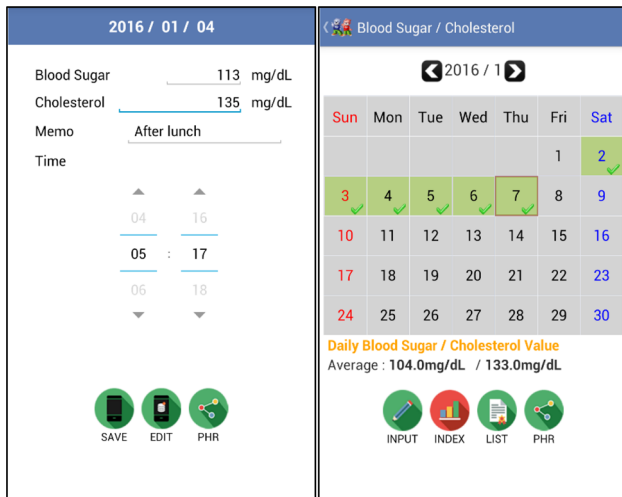 2016 / 01 / 04
Blood Sugar 113 mg/dL
Cholesterol 135 mg/dL
Memo After lunch
Time
04 16
05 : 17
06 18
SAVE EDIT PHR
Blood Sugar / Cholesterol
2016 / 1
Sun Mon Tue Wed Thu Fri Sat
1 2
3 4 5 6 7 8 9
10 11 12 13 14 15 16
17 18 19 20 21 22 23
24 25 26 27 28 29 30
Daily Blood Sugar / Cholesterol Value
Average : 104.0mg/dL / 133.0mg/dL
INPUT INDEX LIST PHR